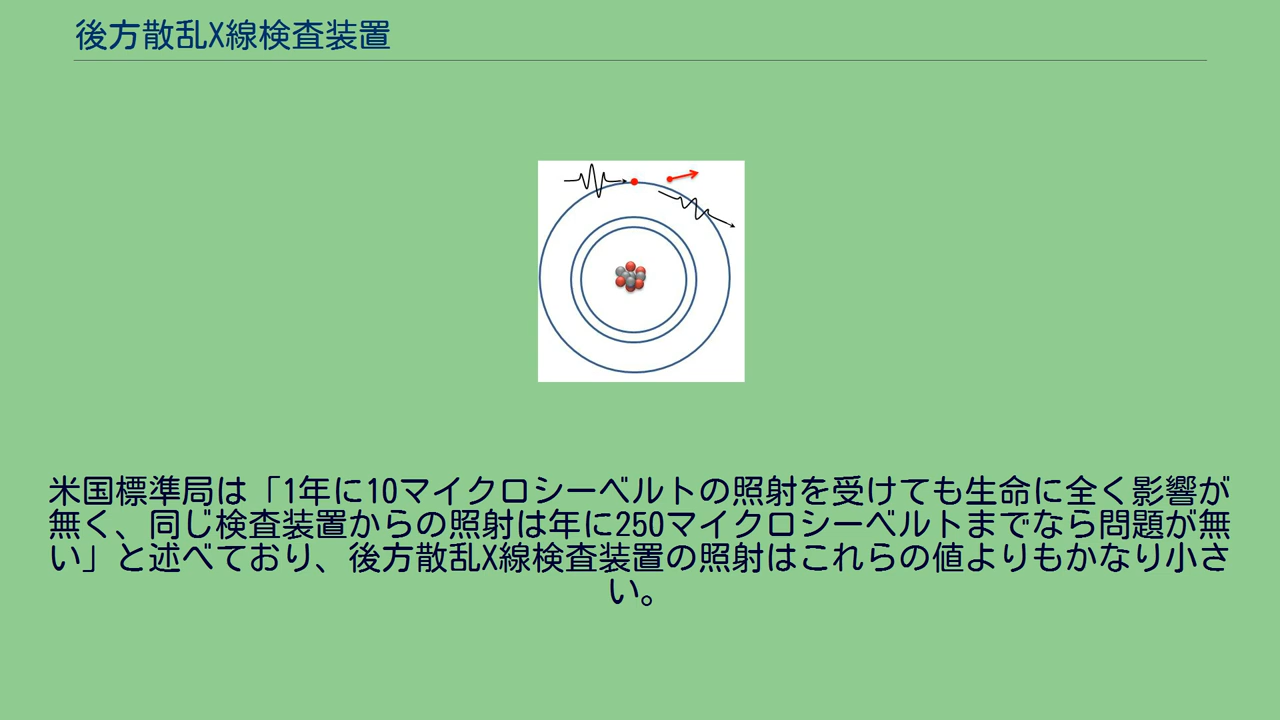 後方散乱X線検査装置
米国標準局は「1年に10マイクロシーベルトの照射を受けても生命に全く影響が
無く、同じ検査装置からの照射は年に250マイクロシーベルトまでなら問題が無
い」と述べており、後方散乱X線検査装置の照射はこれらの値よりもかなり小さ
い。